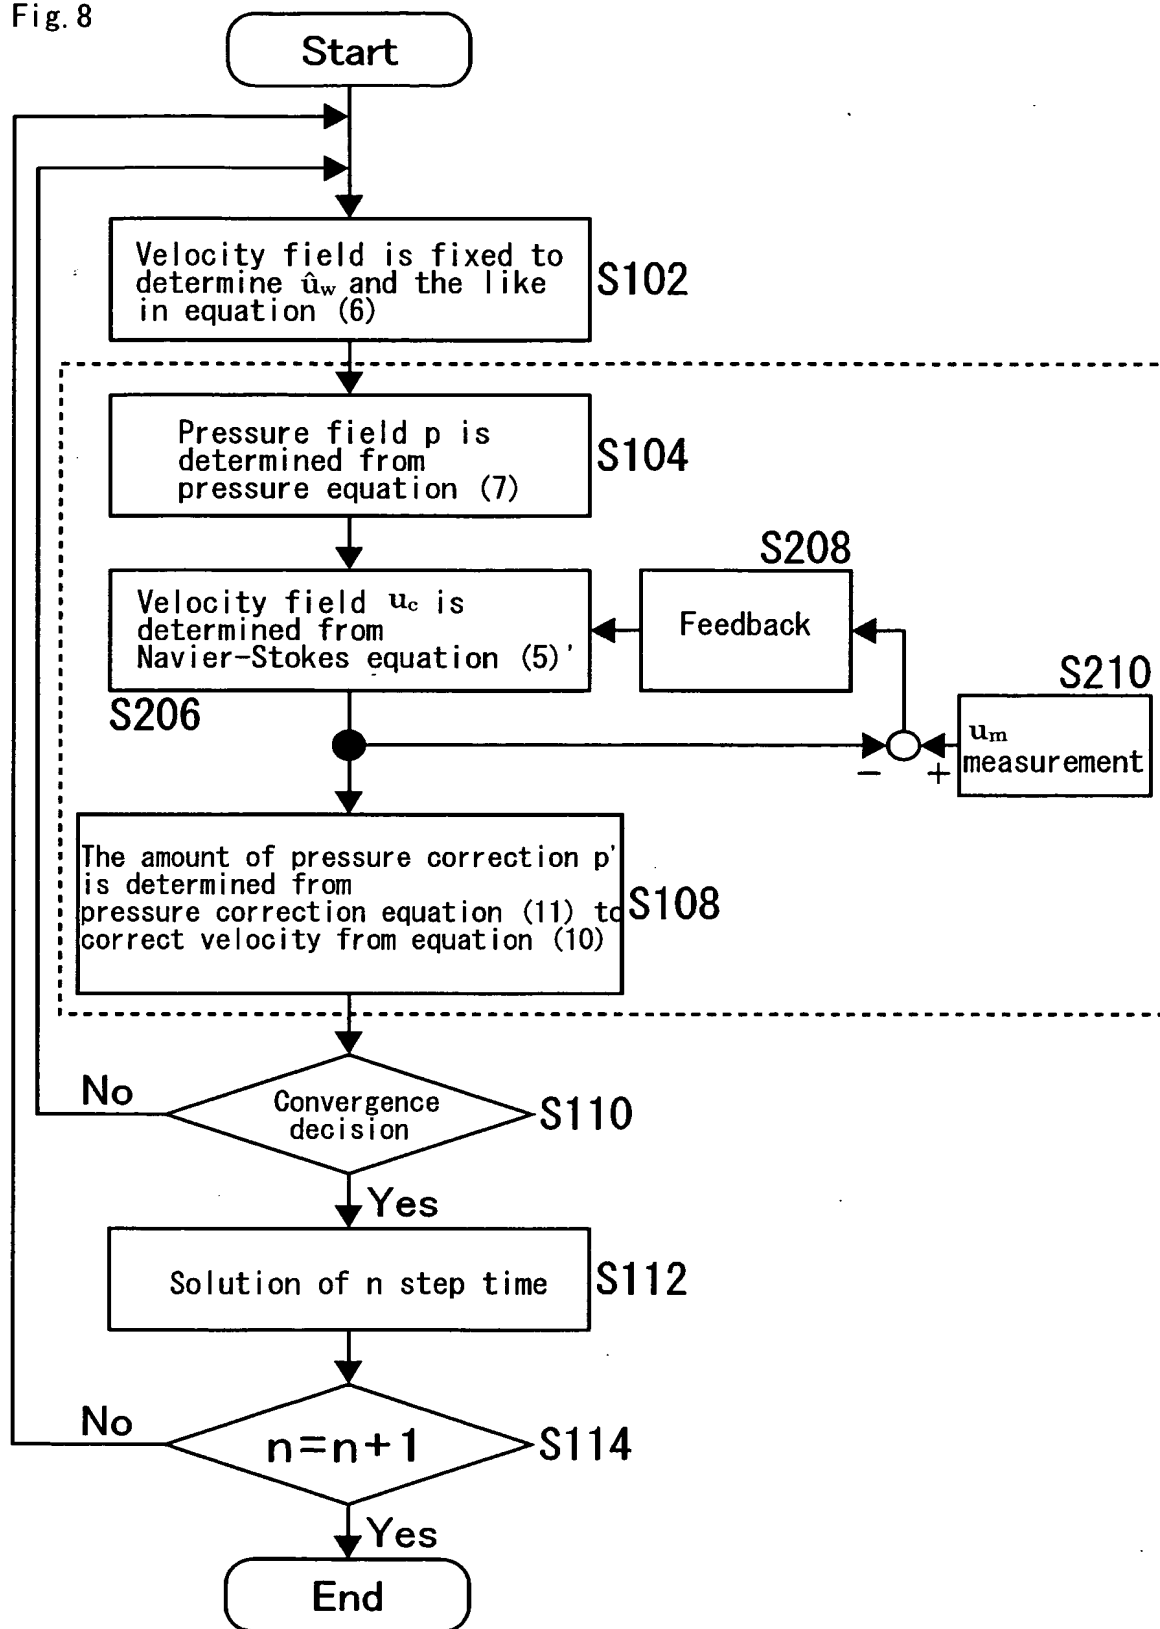 Fig. 8
Start
Velocity field is fixed to
determine ûw and the like
in equation (6)
S102
Pressure field p is
determined from
pressure equation (7)
S104
S208
Velocity field uc is
determined from
Navier-Stokes equation (5)'
Feedback
S206
S210
um
measurement
−
+
The amount of pressure correction p'
is determined from
pressure correction equation (11) to
correct velocity from equation (10)
S108
No
Convergence
decision
S110
Yes
Solution of n step time
S112
No
n=n+1
S114
Yes
End